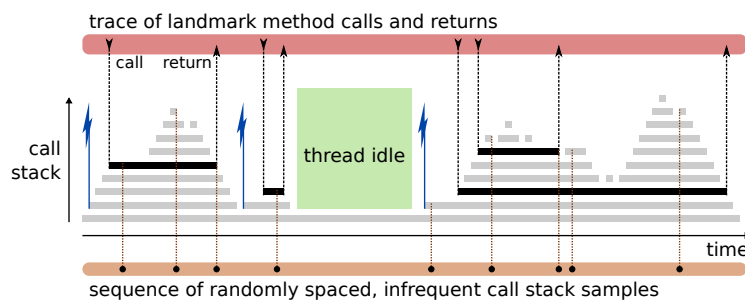 trace of landmark method calls and returns
call return
call
stack
thread idle
time
sequence of randomly spaced, infrequent call stack samples